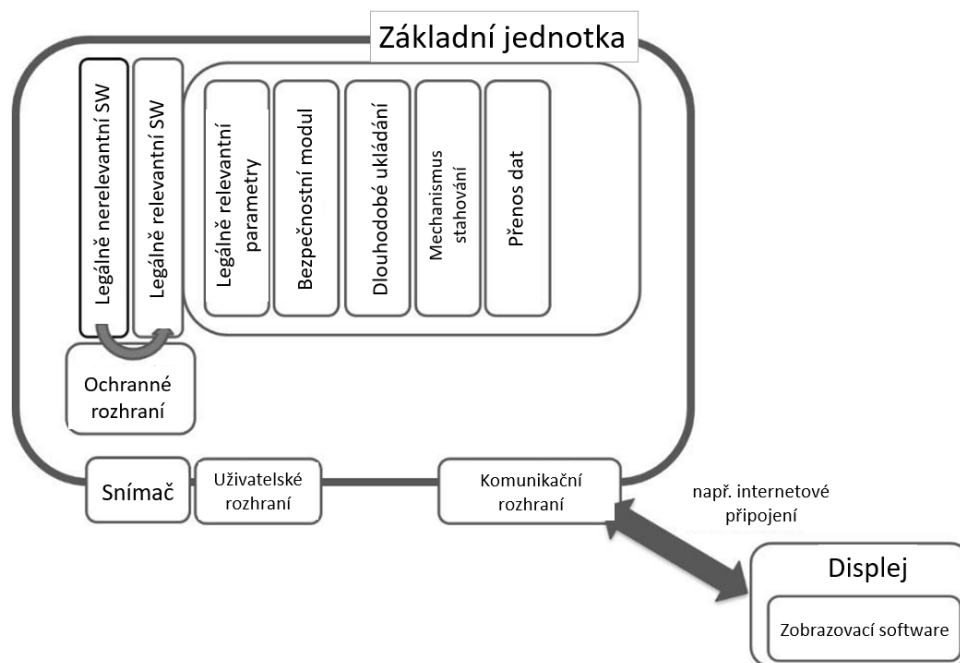 Základní jednotka
Legálně nerelevantní SW
Legálně relevantní SW
Legálně relevantní
parametry
Bezpečnostní modul
Dlouhodobé ukládání
Mechanismus
stahování
Přenos dat
Ochranné
rozhraní
Snímač
Uživatelské
rozhraní
Komunikační
rozhraní
např. internetové
připojení
Displej
Zobrazovací software